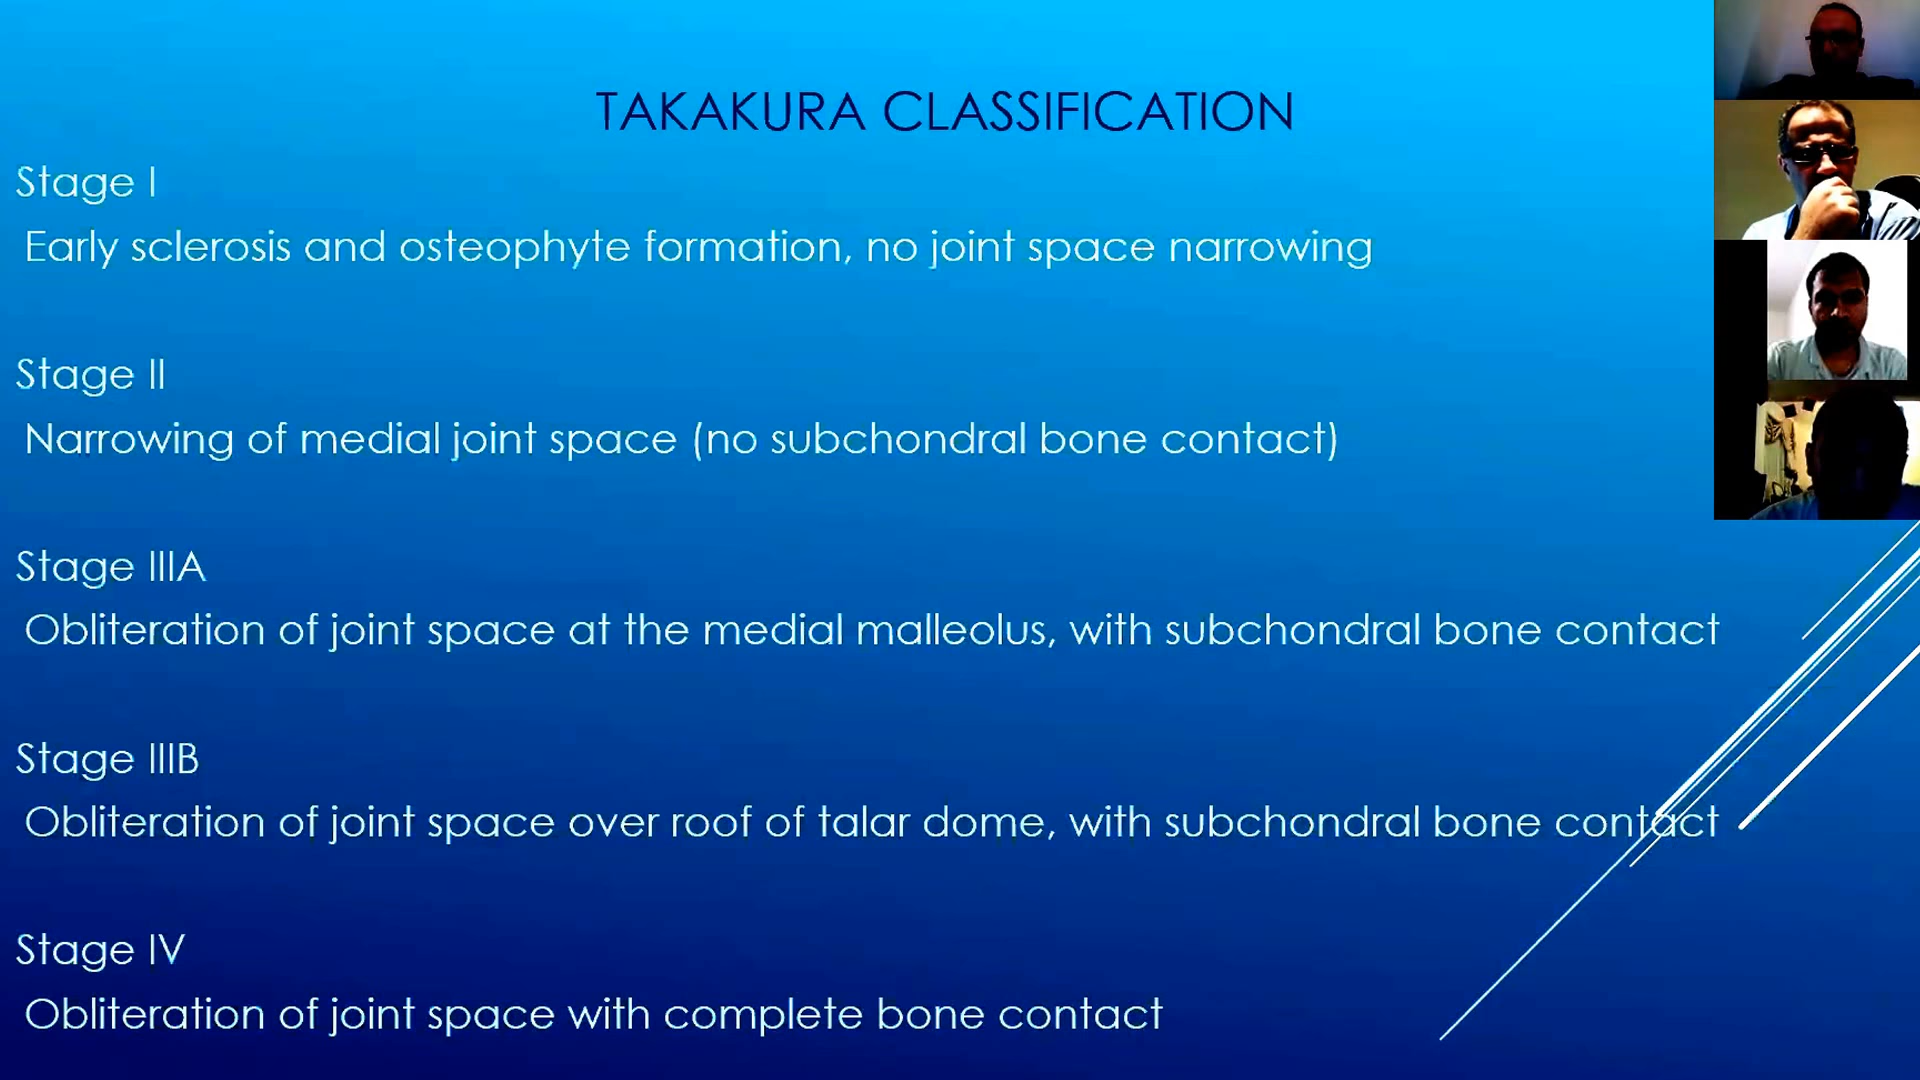 TAKAKURA CLASSIFICATION
Stage I
Early sclerosis and osteophyte formation, no joint space narrowing
Stage II
Narrowing of medial joint space (no subchondral bone contact)
Stage IIIA
Obliteration of joint space at the medial malleolus, with subchondral bone contact
Stage IIIB
Obliteration of joint space over roof of talar dome, with subchondral bone contact
Stage IV
Obliteration of joint space with complete bone contact